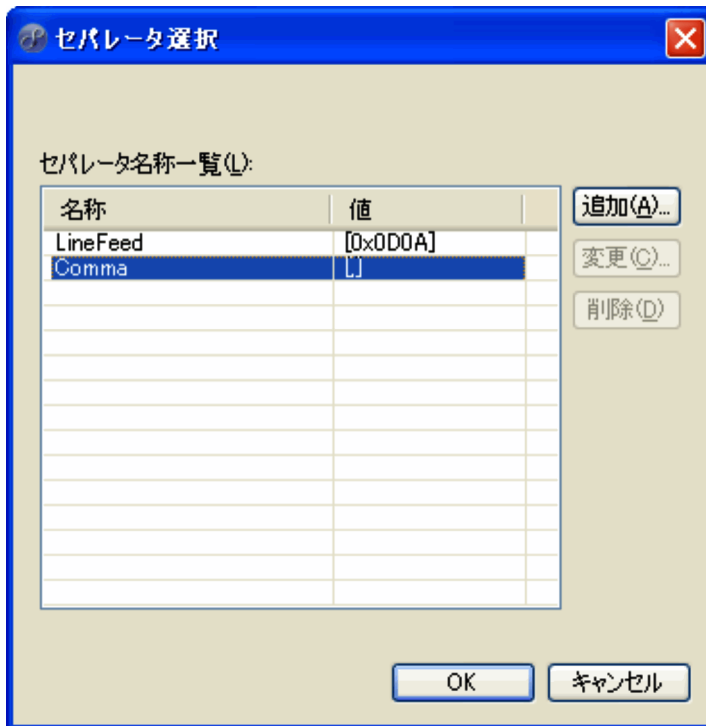 セパレータ選択
セパレータ名称一覧(L):
名称 値
LineFeed [0x0D0A]
Comma [,]
追加(A)...
変更(C)...
削除(D)
OK キャンセル